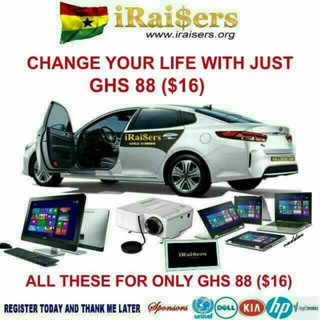 iRai$ers
www.iraisers.org
CHANGE YOUR LIFE WITH JUST
GHS 88 ($16)
iRaiSers
iRaiSers
ALL THESE FOR ONLY GHS 88 ($16)
REGISTER TODAY AND THANK ME LATER Sponsors unicef DELL KIA hp